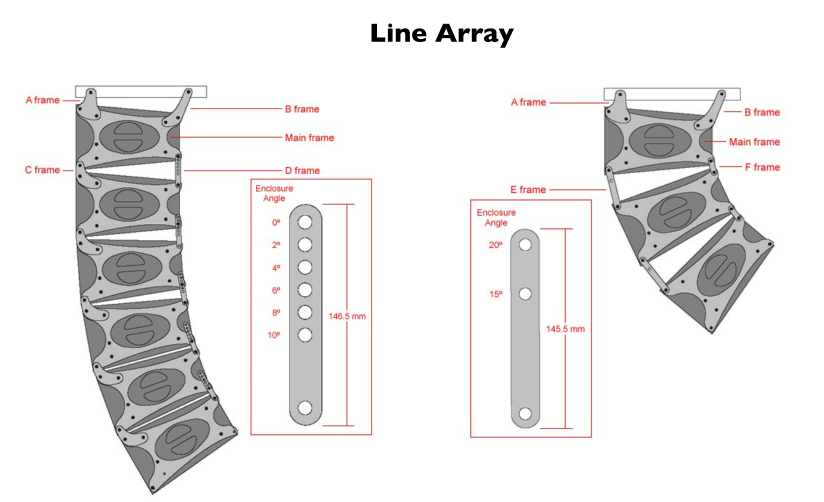 Line Array
A frame
B frame
Main frame
C frame
D frame
Enclosure
Angle
0º
2º
4º
6º
8º
10º
146.5 mm
A frame
B frame
Main frame
F frame
E frame
Enclosure
Angle
20º
15º
145.5 mm